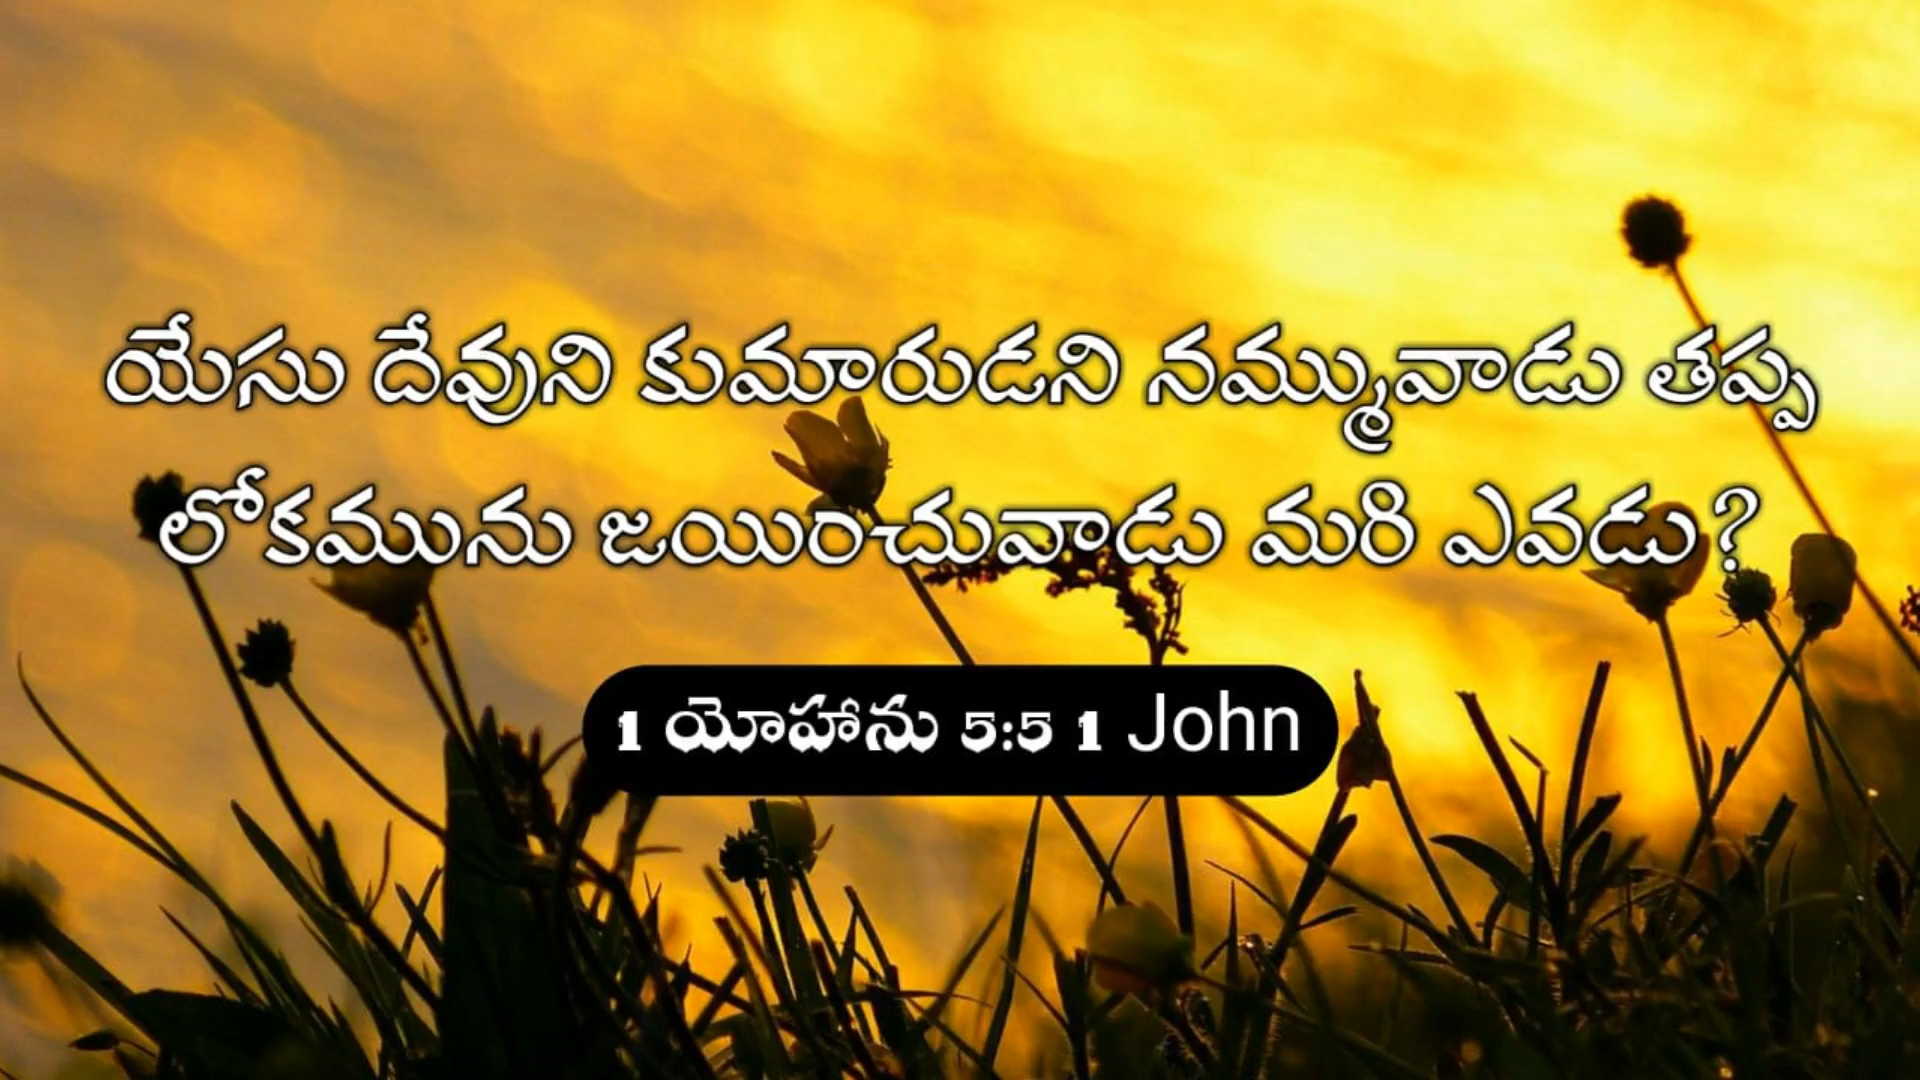 యేసు దేవుని కుమారుడని నమ్మువాడు తప్ప
లోకమును జయించువాడు మరి ఎవడు?
1 యోహాను 5:5 1 John